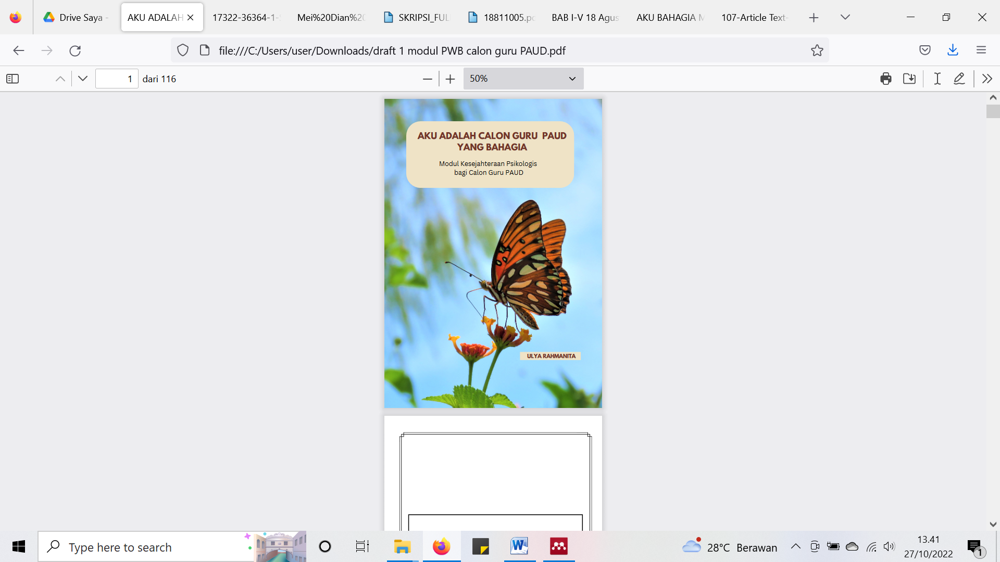 Drive Saya -
AKU ADALAH
17322-36364-1-
Mei%20Dian%20
SKRIPSI_FUL
18811005.pd
BAB I-V 18 Agus
AKU BAHAGIA M
107-Article Text-
file:///C:/Users/user/Downloads/draft 1 modul PWB calon guru PAUD.pdf
1 dari 116
50%
AKU ADALAH CALON GURU PAUD
YANG BAHAGIA
Modul Kesejahteraan Psikologis
bagi Calon Guru PAUD
ULYA RAHMANITA
Type here to search
28°C Berawan
13.41
27/10/2022
1